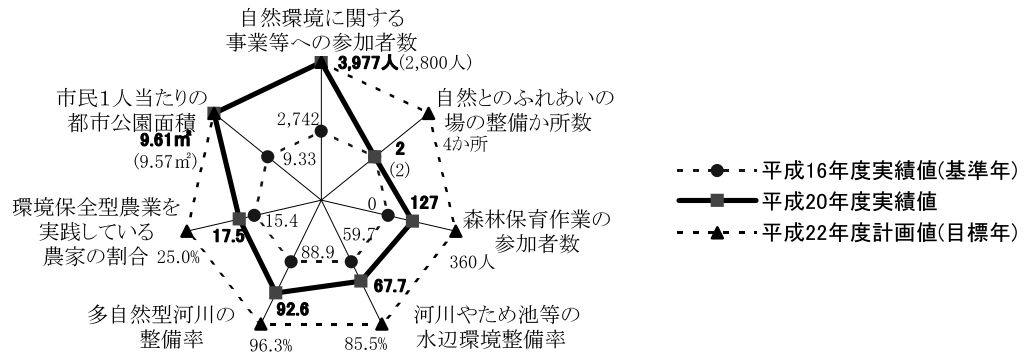 自然環境に関する
事業等への参加者数
3,977人(2,800人)
市民1人当たりの
都市公園面積
9.61㎡
(9.57㎡)
2,742
9.33
自然とのふれあいの
場の整備か所数
4か所
2
(2)
環境保全型農業を
実践している
農家の割合 25.0%
17.5
15.4
0
127
森林保育作業の
参加者数
360人
59.7
88.9
67.7
92.6
多自然型河川の
整備率
96.3%
河川やため池等の
水辺環境整備率
85.5%
平成16年度実績値(基準年)
平成20年度実績値
平成22年度計画値(目標年)